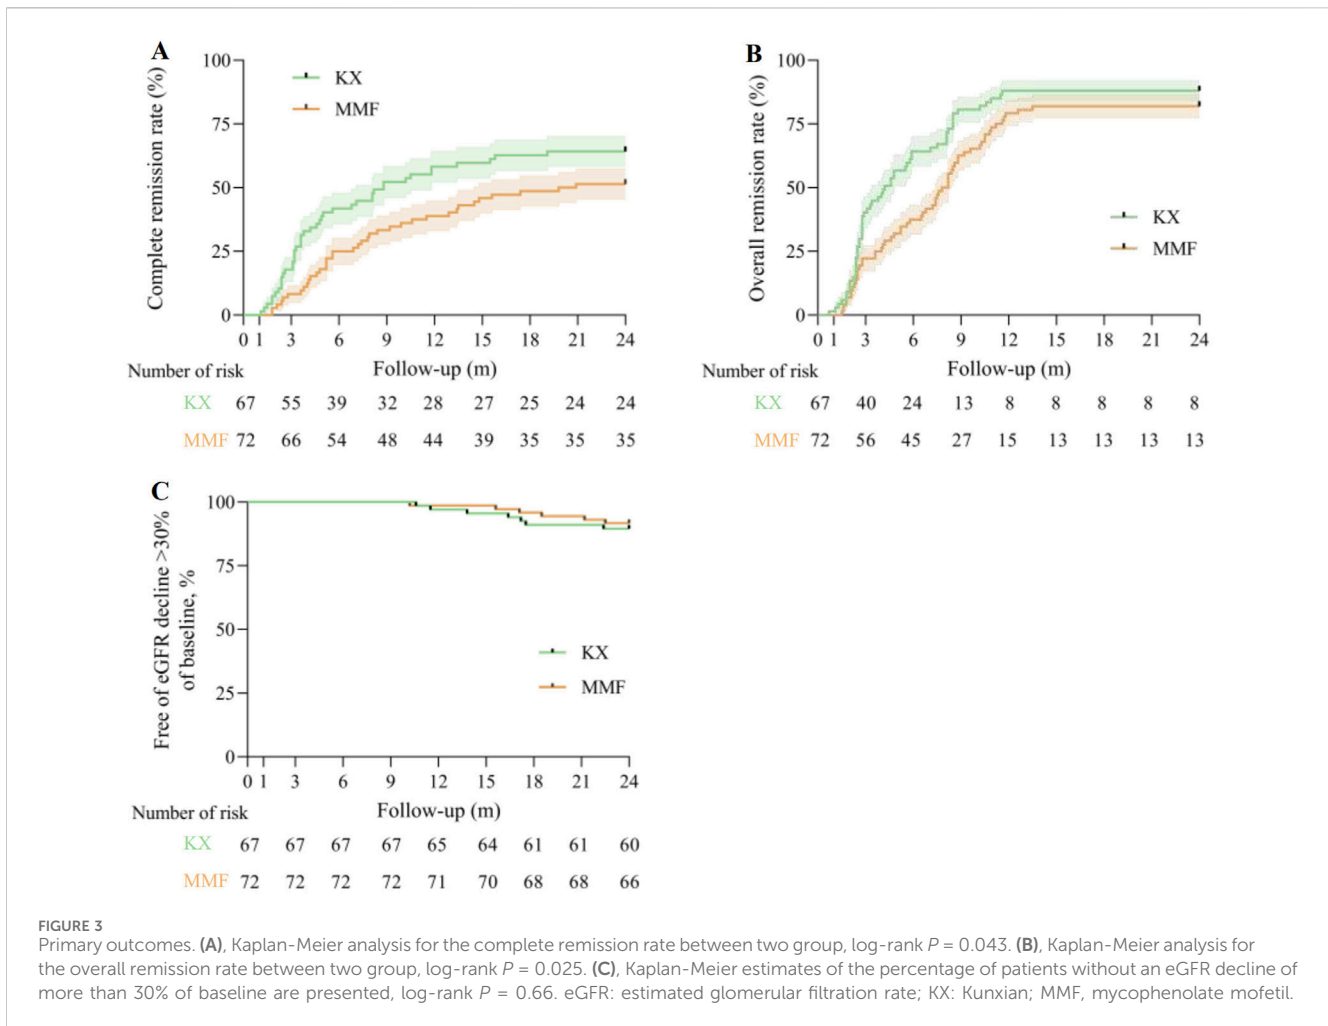 A
Complete remission rate (%)
100
75
50
25
0
KX
MMF
0 1 3 6 9 12 15 18 21 24
Follow-up (m)
Number of risk
KX 67 55 39 32 28 27 25 24 24
MMF 72 66 54 48 44 39 35 35 35
B
Overall remission rate (%)
100
75
50
25
0
KX
MMF
0 1 3 6 9 12 15 18 21 24
Follow-up (m)
Number of risk
KX 67 40 24 13 8 8 8 8 8
MMF 72 56 45 27 15 13 13 13 13
C
Free of eGFR decline >30%
of baseline, %
100
75
50
25
0
KX
MMF
0 1 3 6 9 12 15 18 21 24
Follow-up (m)
Number of risk
KX 67 67 67 67 65 64 61 61 60
MMF 72 72 72 72 71 70 68 68 66
FIGURE 3
Primary outcomes. (A), Kaplan-Meier analysis for the complete remission rate between two group, log-rank P = 0.043. (B), Kaplan-Meier analysis for
the overall remission rate between two group, log-rank P = 0.025. (C), Kaplan-Meier estimates of the percentage of patients without an eGFR decline of
more than 30% of baseline are presented, log-rank P = 0.66. eGFR: estimated glomerular filtration rate; KX: Kunxian; MMF, mycophenolate mofetil.